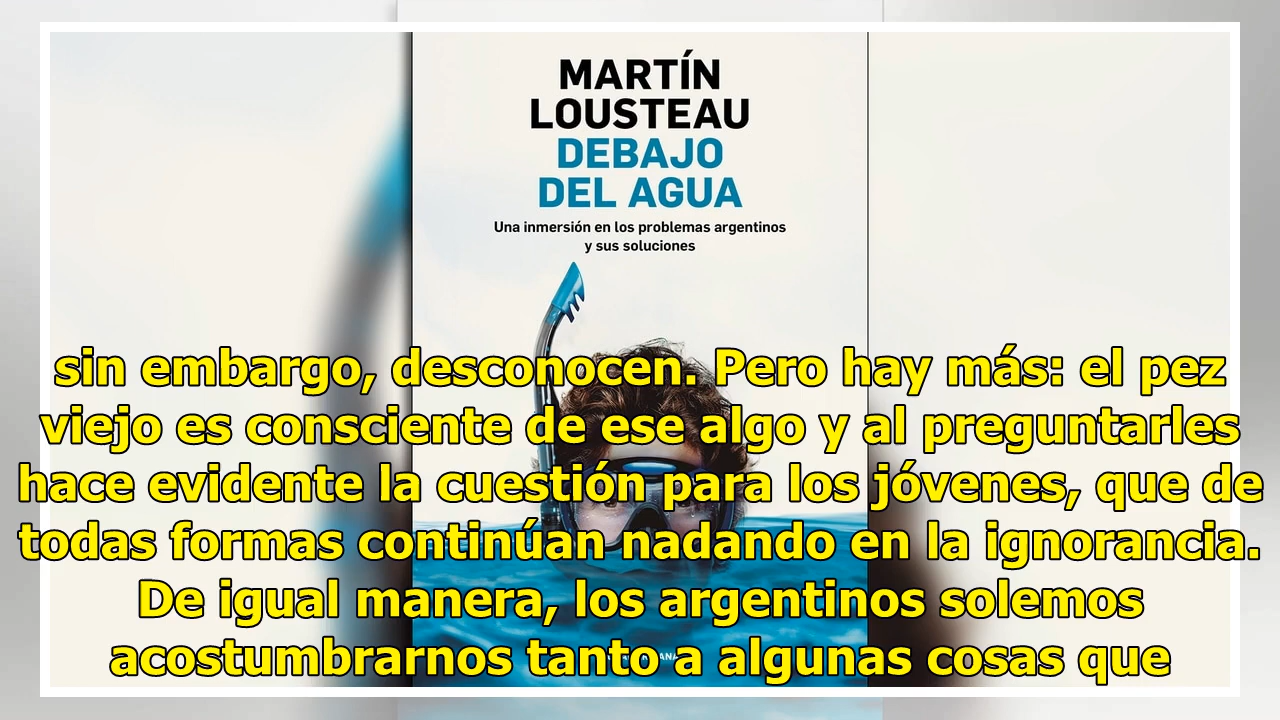 MARTÍN
LOUSTEAU
DEBAJO
DEL AGUA
Una inmersión en los problemas argentinos
y sus soluciones
sin embargo, desconocen. Pero hay más: el pez
viejo es consciente de ese algo y al preguntarles
hace evidente la cuestión para los jóvenes, que de
todas formas continúan nadando en la ignorancia.
De igual manera, los argentinos solemos
acostumbrarnos tanto a algunas cosas que